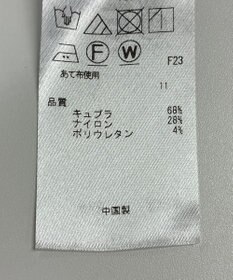 F W F23
あて布使用
11
品質
キュプラ 68%
ナイロン 28%
ポリウレタン 4%
中国製